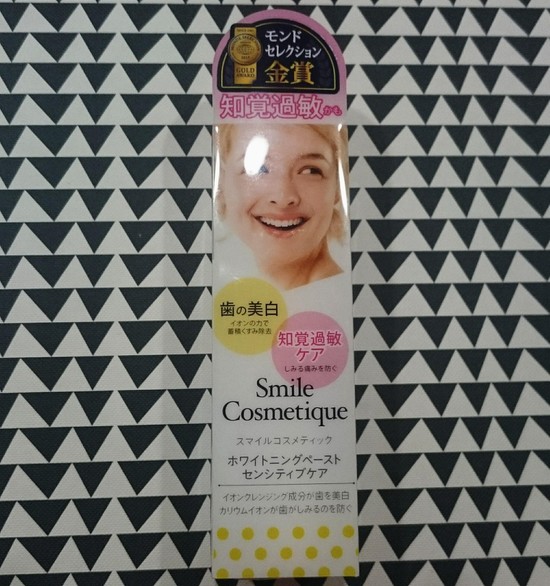 モンド
セレクション
金賞
GOLD
AWARD
知覚過敏にも
歯の美白
イオンの力で
蓄積くすみ除去
知覚過敏
ケア
しみる痛みを防ぐ
Smile
Cosmetique
スマイルコスメティック
ホワイトニングペースト
センシティブケア
イオンクレンジング成分が歯を美白
カリウムイオンが歯がしみるのを防ぐ